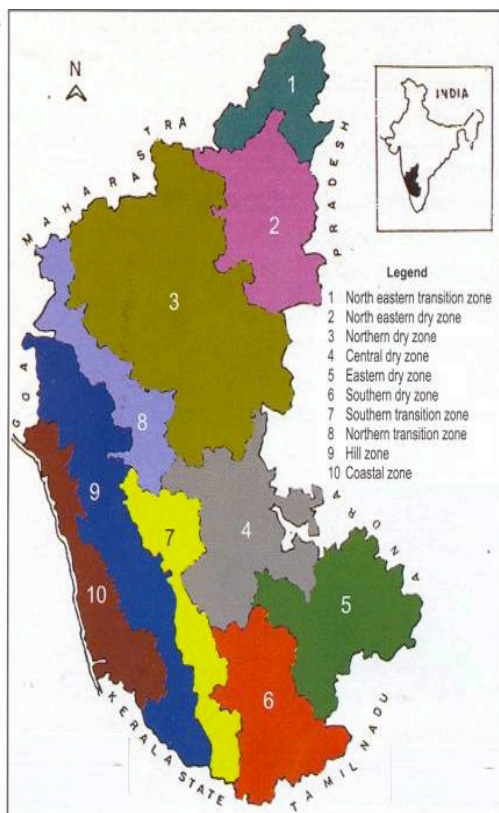 N
INDIA
MAHARASTRA
PRADESH
GOA
ANDRA
KERALA STATE
TAMIL NADU
1
2
3
8
9
7
4
10
5
6
Legend
1 North eastern transition zone
2 North eastern dry zone
3 Northern dry zone
4 Central dry zone
5 Eastern dry zone
6 Southern dry zone
7 Southern transition zone
8 Northern transition zone
9 Hill zone
10 Coastal zone